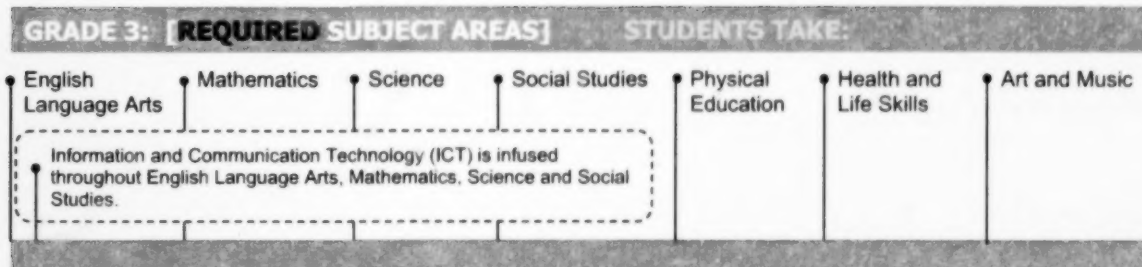 GRADE 3: [REQUIRED SUBJECT AREAS] STUDENTS TAKE:
English
Language Arts
Mathematics
Science
Social Studies
Physical
Education
Health and
Life Skills
Art and Music
Information and Communication Technology (ICT) is infused
throughout English Language Arts, Mathematics, Science and Social
Studies.